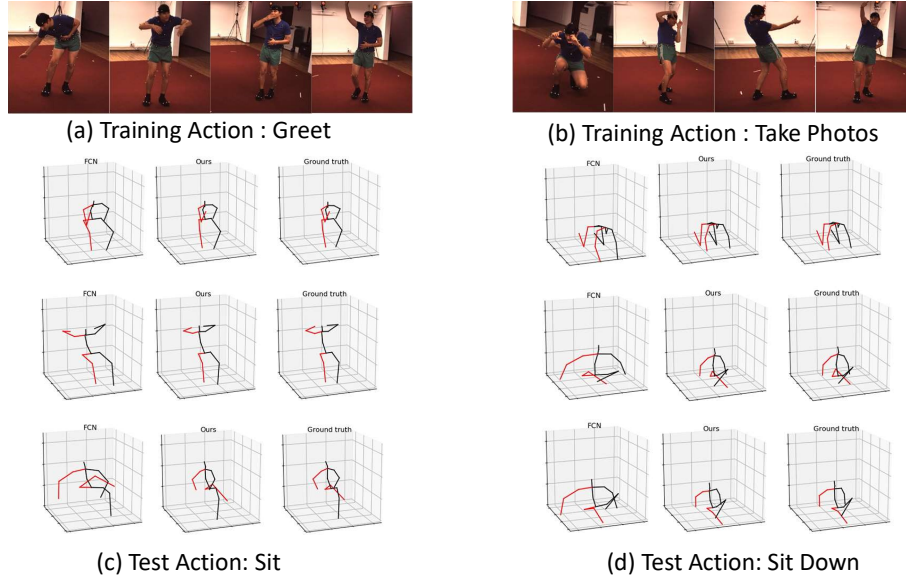 (a) Training Action : Greet
(b) Training Action : Take Photos
FCN Ours Ground truth
FCN Ours Ground truth
FCN Ours Ground truth
FCN Ours Ground truth
FCN Ours Ground truth
FCN Ours Ground truth
(c) Test Action: Sit
(d) Test Action: Sit Down